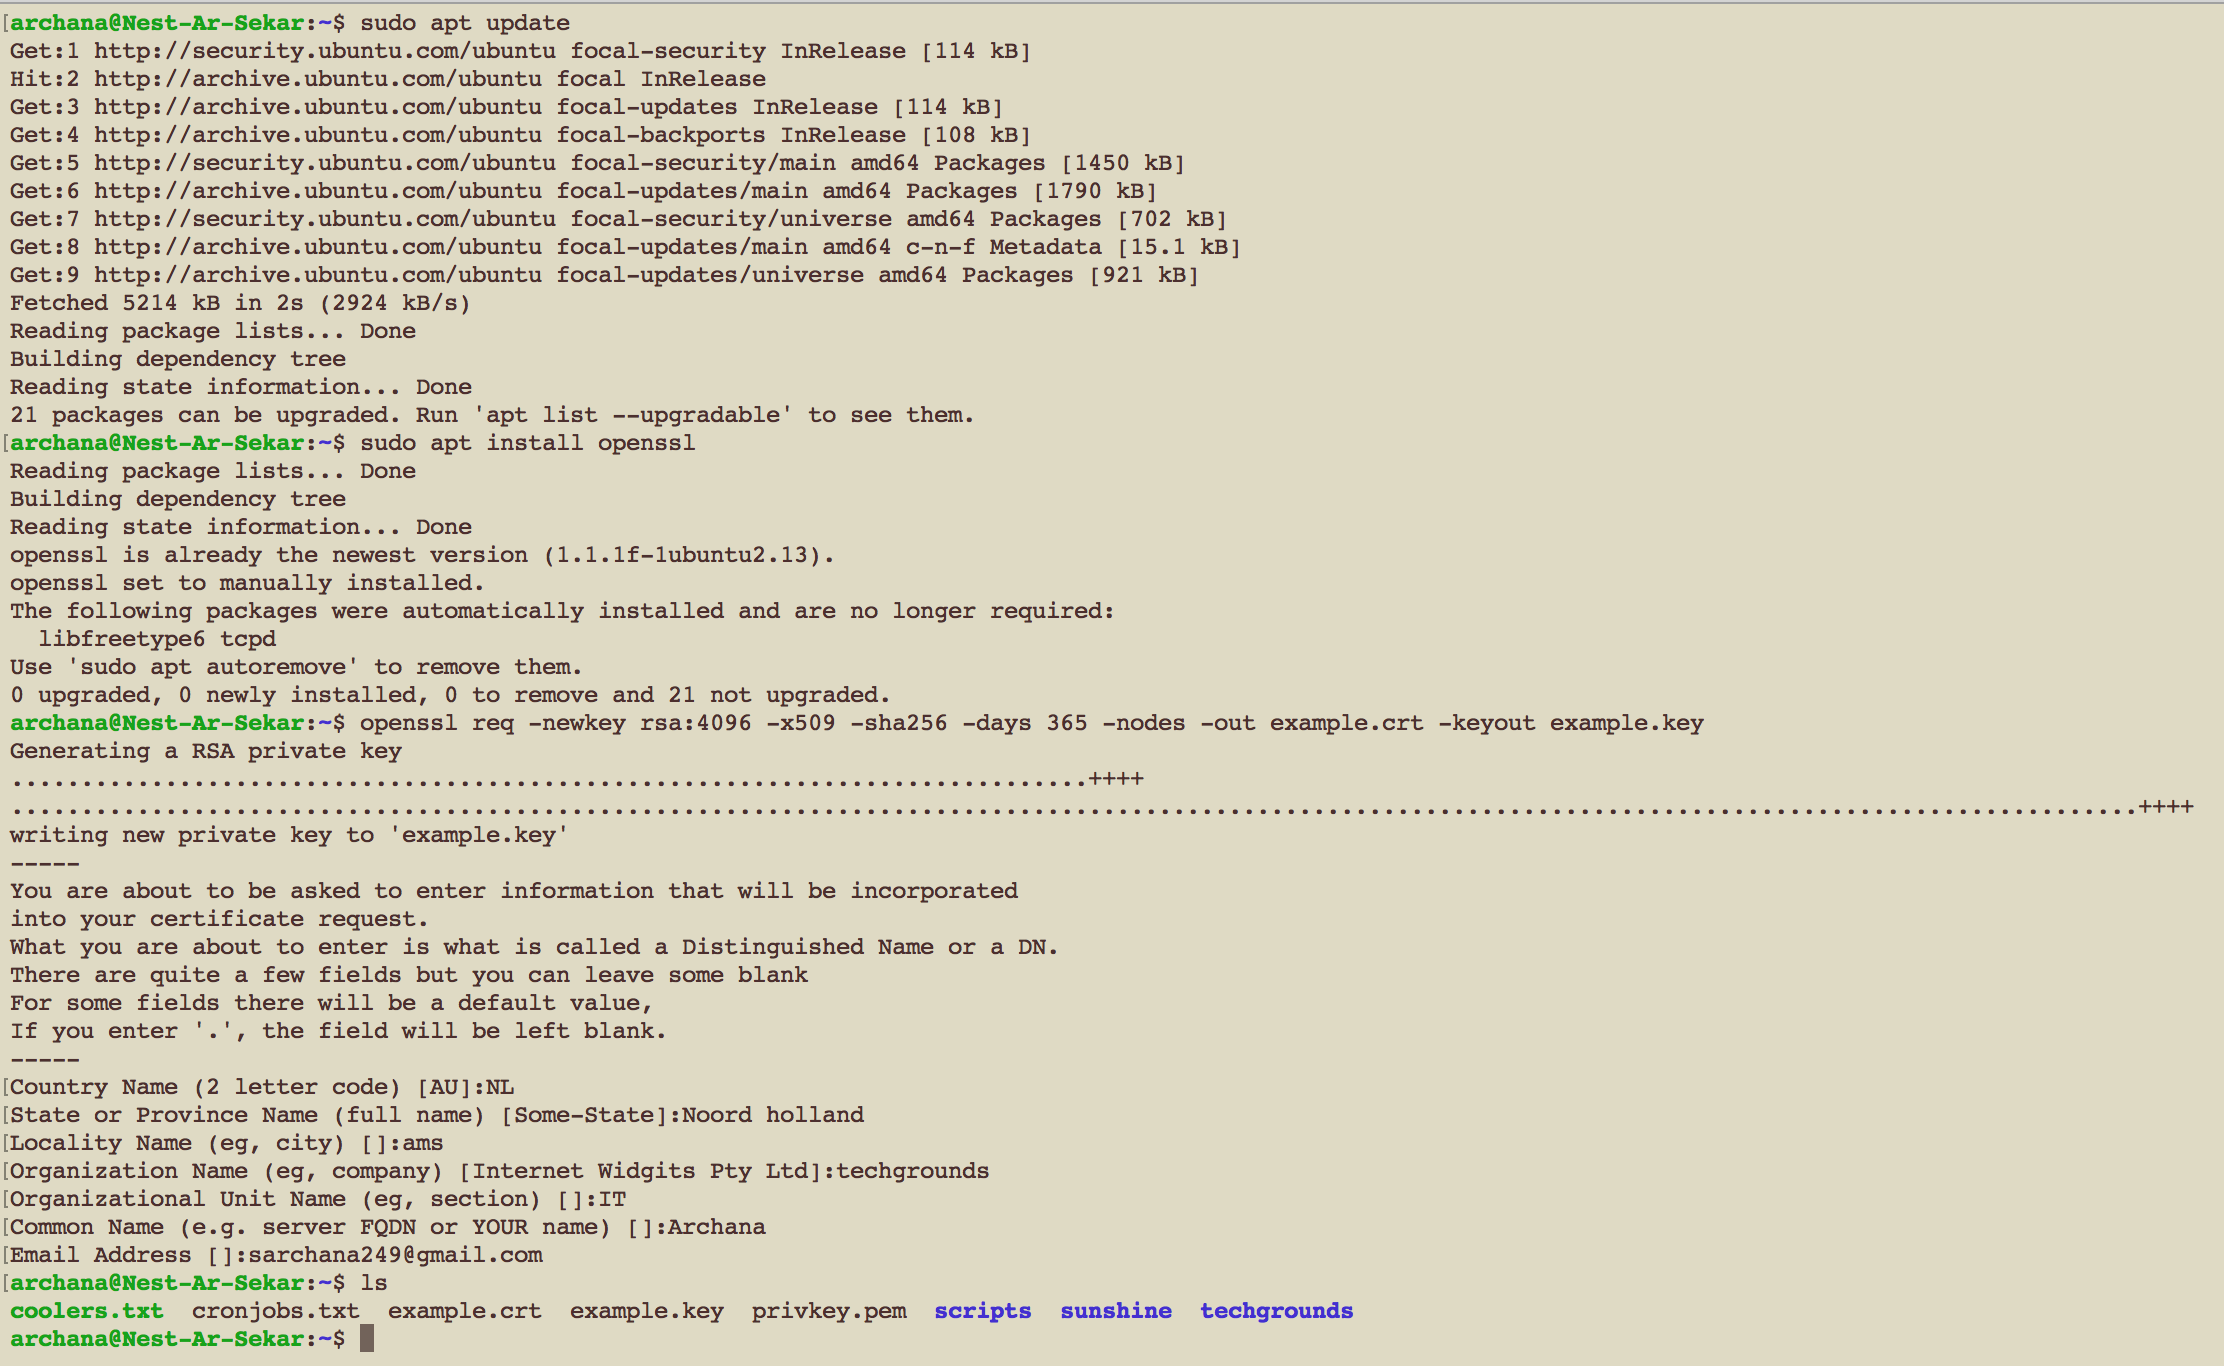 [archana@Nest-Ar-Sekar:~$ sudo apt update
Get:1 http://security.ubuntu.com/ubuntu focal-security InRelease [114 kB]
Hit:2 http://archive.ubuntu.com/ubuntu focal InRelease
Get:3 http://archive.ubuntu.com/ubuntu focal-updates InRelease [114 kB]
Get:4 http://archive.ubuntu.com/ubuntu focal-backports InRelease [108 kB]
Get:5 http://security.ubuntu.com/ubuntu focal-security/main amd64 Packages [1450 kB]
Get:6 http://archive.ubuntu.com/ubuntu focal-updates/main amd64 Packages [1790 kB]
Get:7 http://security.ubuntu.com/ubuntu focal-security/universe amd64 Packages [702 kB]
Get:8 http://archive.ubuntu.com/ubuntu focal-updates/main amd64 c-n-f Metadata [15.1 kB]
Get:9 http://archive.ubuntu.com/ubuntu focal-updates/universe amd64 Packages [921 kB]
Fetched 5214 kB in 2s (2924 kB/s)
Reading package lists... Done
Building dependency tree
Reading state information... Done
21 packages can be upgraded. Run 'apt list --upgradable' to see them.
[archana@Nest-Ar-Sekar:~$ sudo apt install openssl
Reading package lists... Done
Building dependency tree
Reading state information... Done
openssl is already the newest version (1.1.1f-1ubuntu2.13).
openssl set to manually installed.
The following packages were automatically installed and are no longer required:
  libfreetype6 tcpd
Use 'sudo apt autoremove' to remove them.
0 upgraded, 0 newly installed, 0 to remove and 21 not upgraded.
archana@Nest-Ar-Sekar:~$ openssl req -newkey rsa:4096 -x509 -sha256 -days 365 -nodes -out example.crt -keyout example.key
Generating a RSA private key
.............................................................................++++
........................................................................................................................................................++++
writing new private key to 'example.key'
-----
You are about to be asked to enter information that will be incorporated
into your certificate request.
What you are about to enter is what is called a Distinguished Name or a DN.
There are quite a few fields but you can leave some blank
For some fields there will be a default value,
If you enter '.', the field will be left blank.
-----
[Country Name (2 letter code) [AU]:NL
[State or Province Name (full name) [Some-State]:Noord holland
[Locality Name (eg, city) []:ams
[Organization Name (eg, company) [Internet Widgits Pty Ltd]:techgrounds
[Organizational Unit Name (eg, section) []:IT
[Common Name (e.g. server FQDN or YOUR name) []:Archana
[Email Address []:sarchana249@gmail.com
[archana@Nest-Ar-Sekar:~$ ls
coolers.txt  cronjobs.txt  example.crt  example.key  privkey.pem  scripts  sunshine  techgrounds
archana@Nest-Ar-Sekar:~$